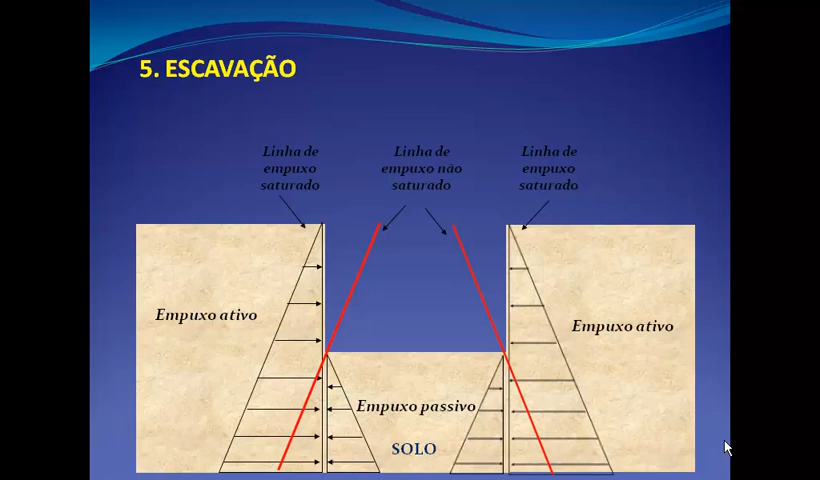 5. ESCAVAÇÃO
Linha de
empuxo
saturado
Linha de
empuxo não
saturado
Linha de
empuxo
saturado
Empuxo ativo
Empuxo ativo
Empuxo passivo
SOLO